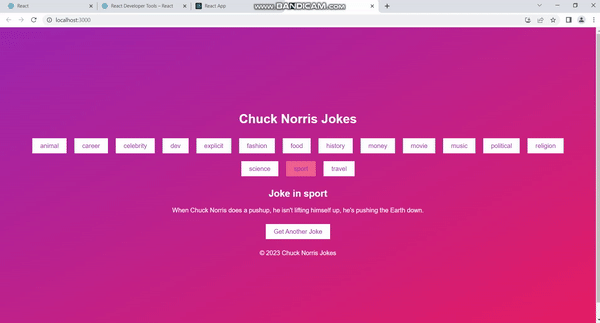 React
React Developer Tools – React
React App
www.BANDICAM.com
localhost:3000
Chuck Norris Jokes
animal career celebrity dev explicit fashion food history money movie music political religion
science sport travel
Joke in sport
When Chuck Norris does a pushup, he isn't lifting himself up, he's pushing the Earth down.
Get Another Joke
© 2023 Chuck Norris Jokes